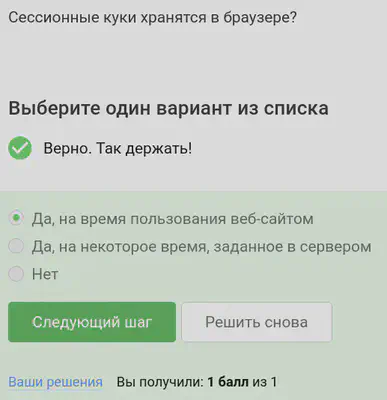 Сессионные куки хранятся в браузере?
Выберите один вариант из списка
Верно. Так держать!
Да, на время пользования веб-сайтом
Да, на некоторое время, заданное в сервером
Нет
Следующий шаг
Решить снова
Ваши решения Вы получили: 1 балл из 1